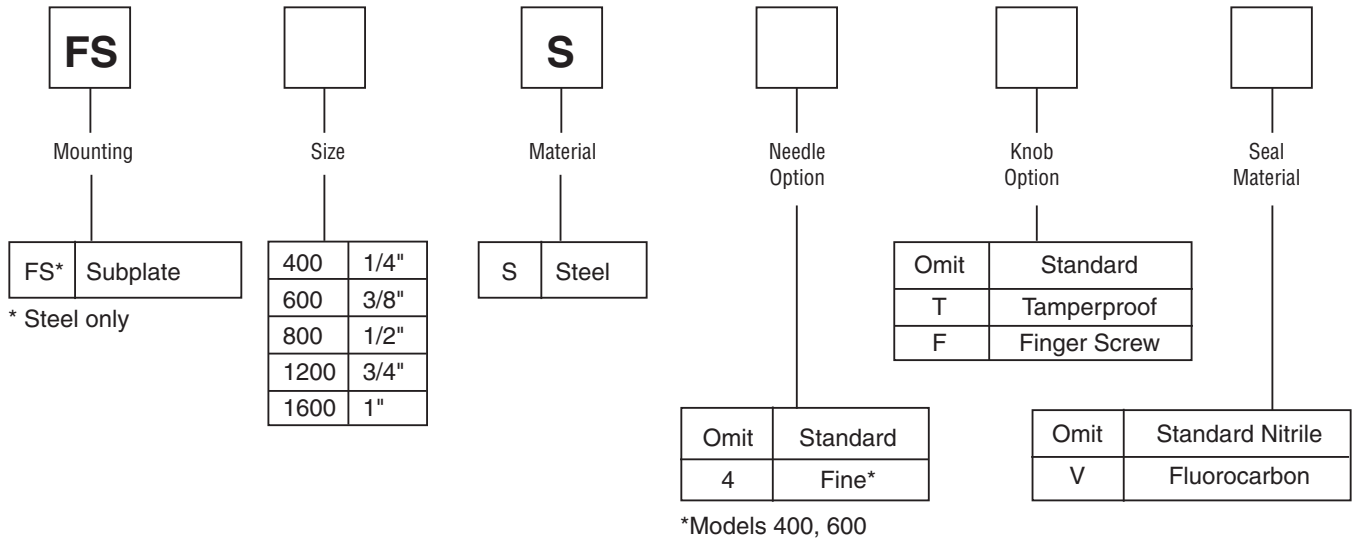 FS
S
Mounting
Size
Material
Needle
Option
Knob
Option
Seal
Material
FS* Subplate
* Steel only
400 1/4"
600 3/8"
800 1/2"
1200 3/4"
1600 1"
S Steel
Omit Standard
4 Fine*
*Models 400, 600
Omit Standard
T Tamperproof
F Finger Screw
Omit Standard Nitrile
V Fluorocarbon